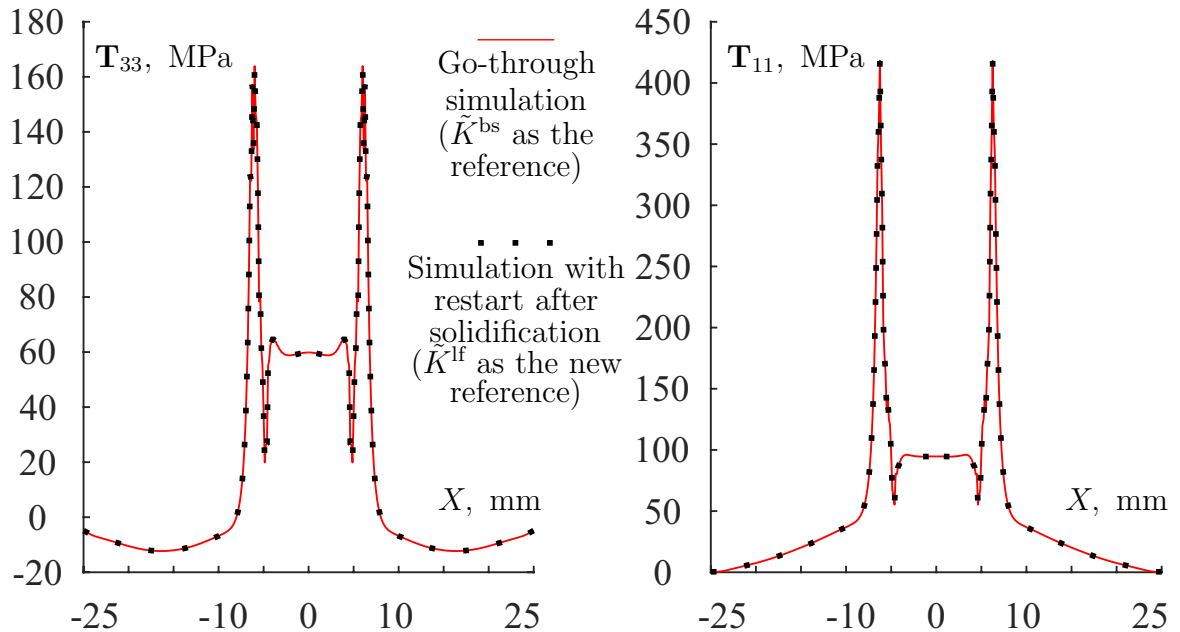 180
160
140
120
100
80
60
40
20
0
-20
T₃₃, MPa
Go-through
simulation
(K̃ᵇˢ as the
reference)
Simulation with
restart after
solidification
(K̃ˡᶠ as the new
reference)
X, mm
-25 -10 0 10 25
450
400
350
300
250
200
150
100
50
0
T₁₁, MPa
X, mm
-25 -10 0 10 25